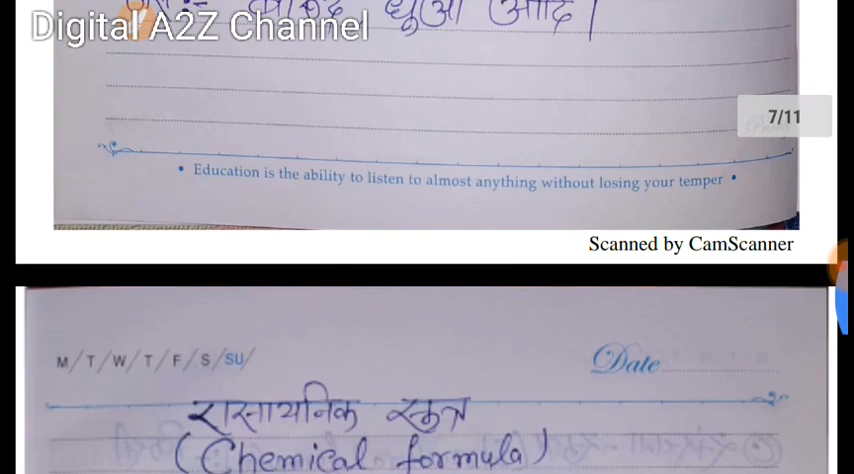 धुआँ आदि।
Digital A2Z Channel
7/11
• Education is the ability to listen to almost anything without losing your temper •
Scanned by CamScanner
M/T/W/T/F/S/SU/
Date
रासायनिक सूत्र
(Chemical formula)